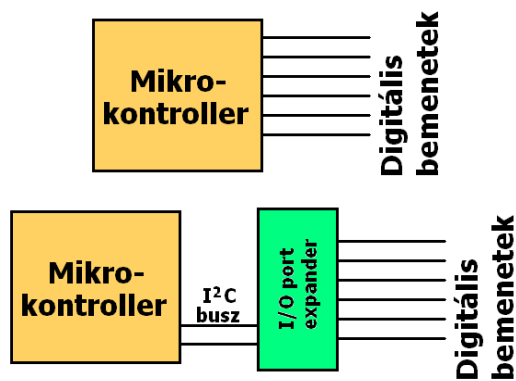 Mikro-
kontroller
Digitális
bemenetek
Mikro-
kontroller
I²C
busz
I/O port
expander
Digitális
bemenetek